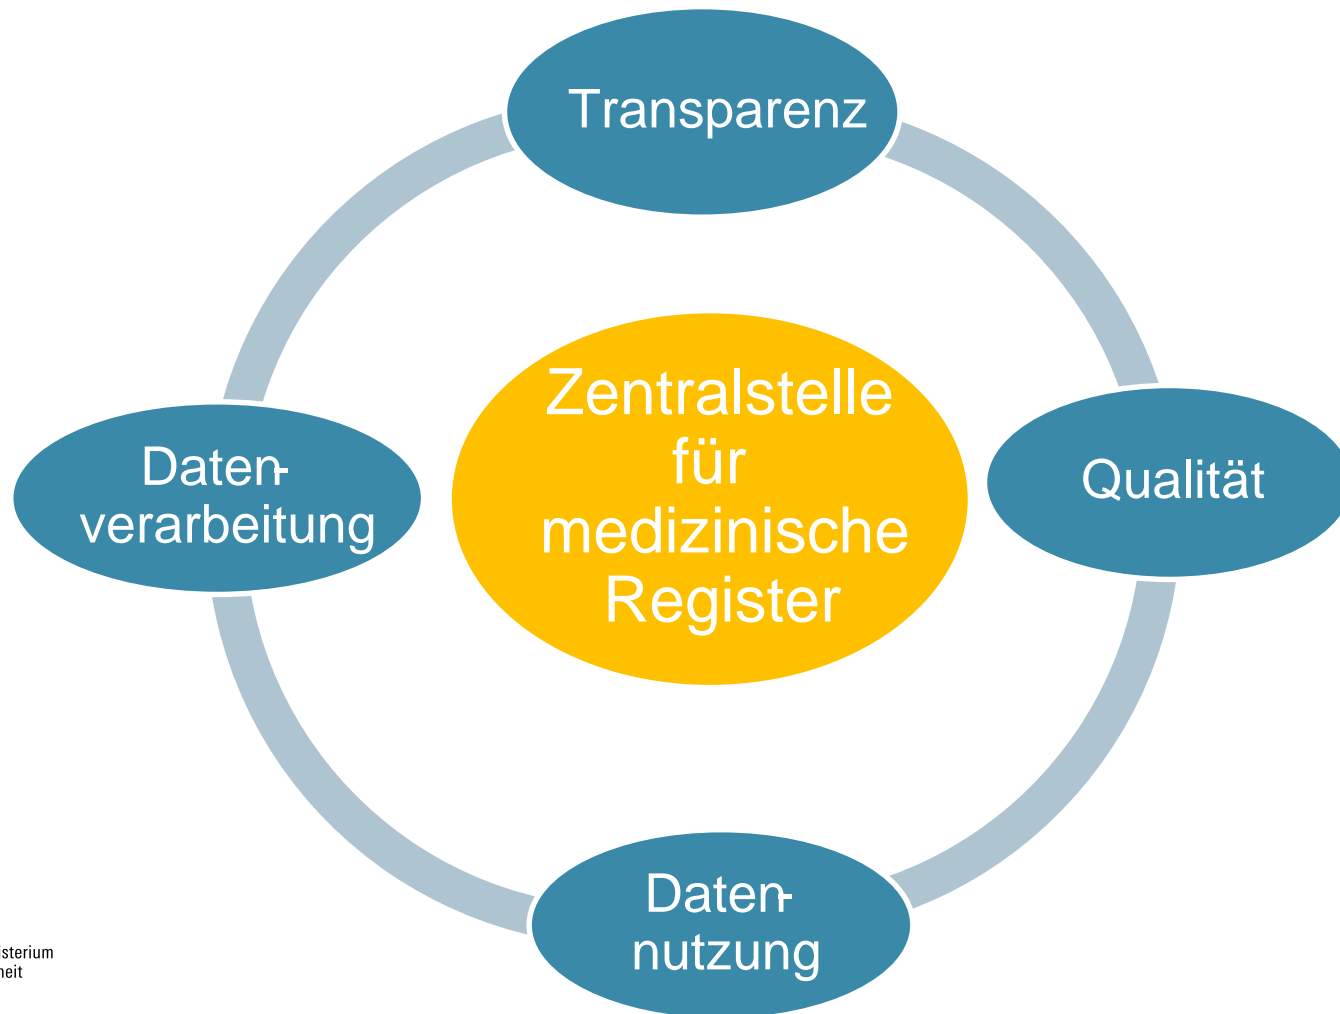 Transparenz
Zentralstelle
für
medizinische
Register
Qualität
Daten-
verarbeitung
Daten-
nutzung